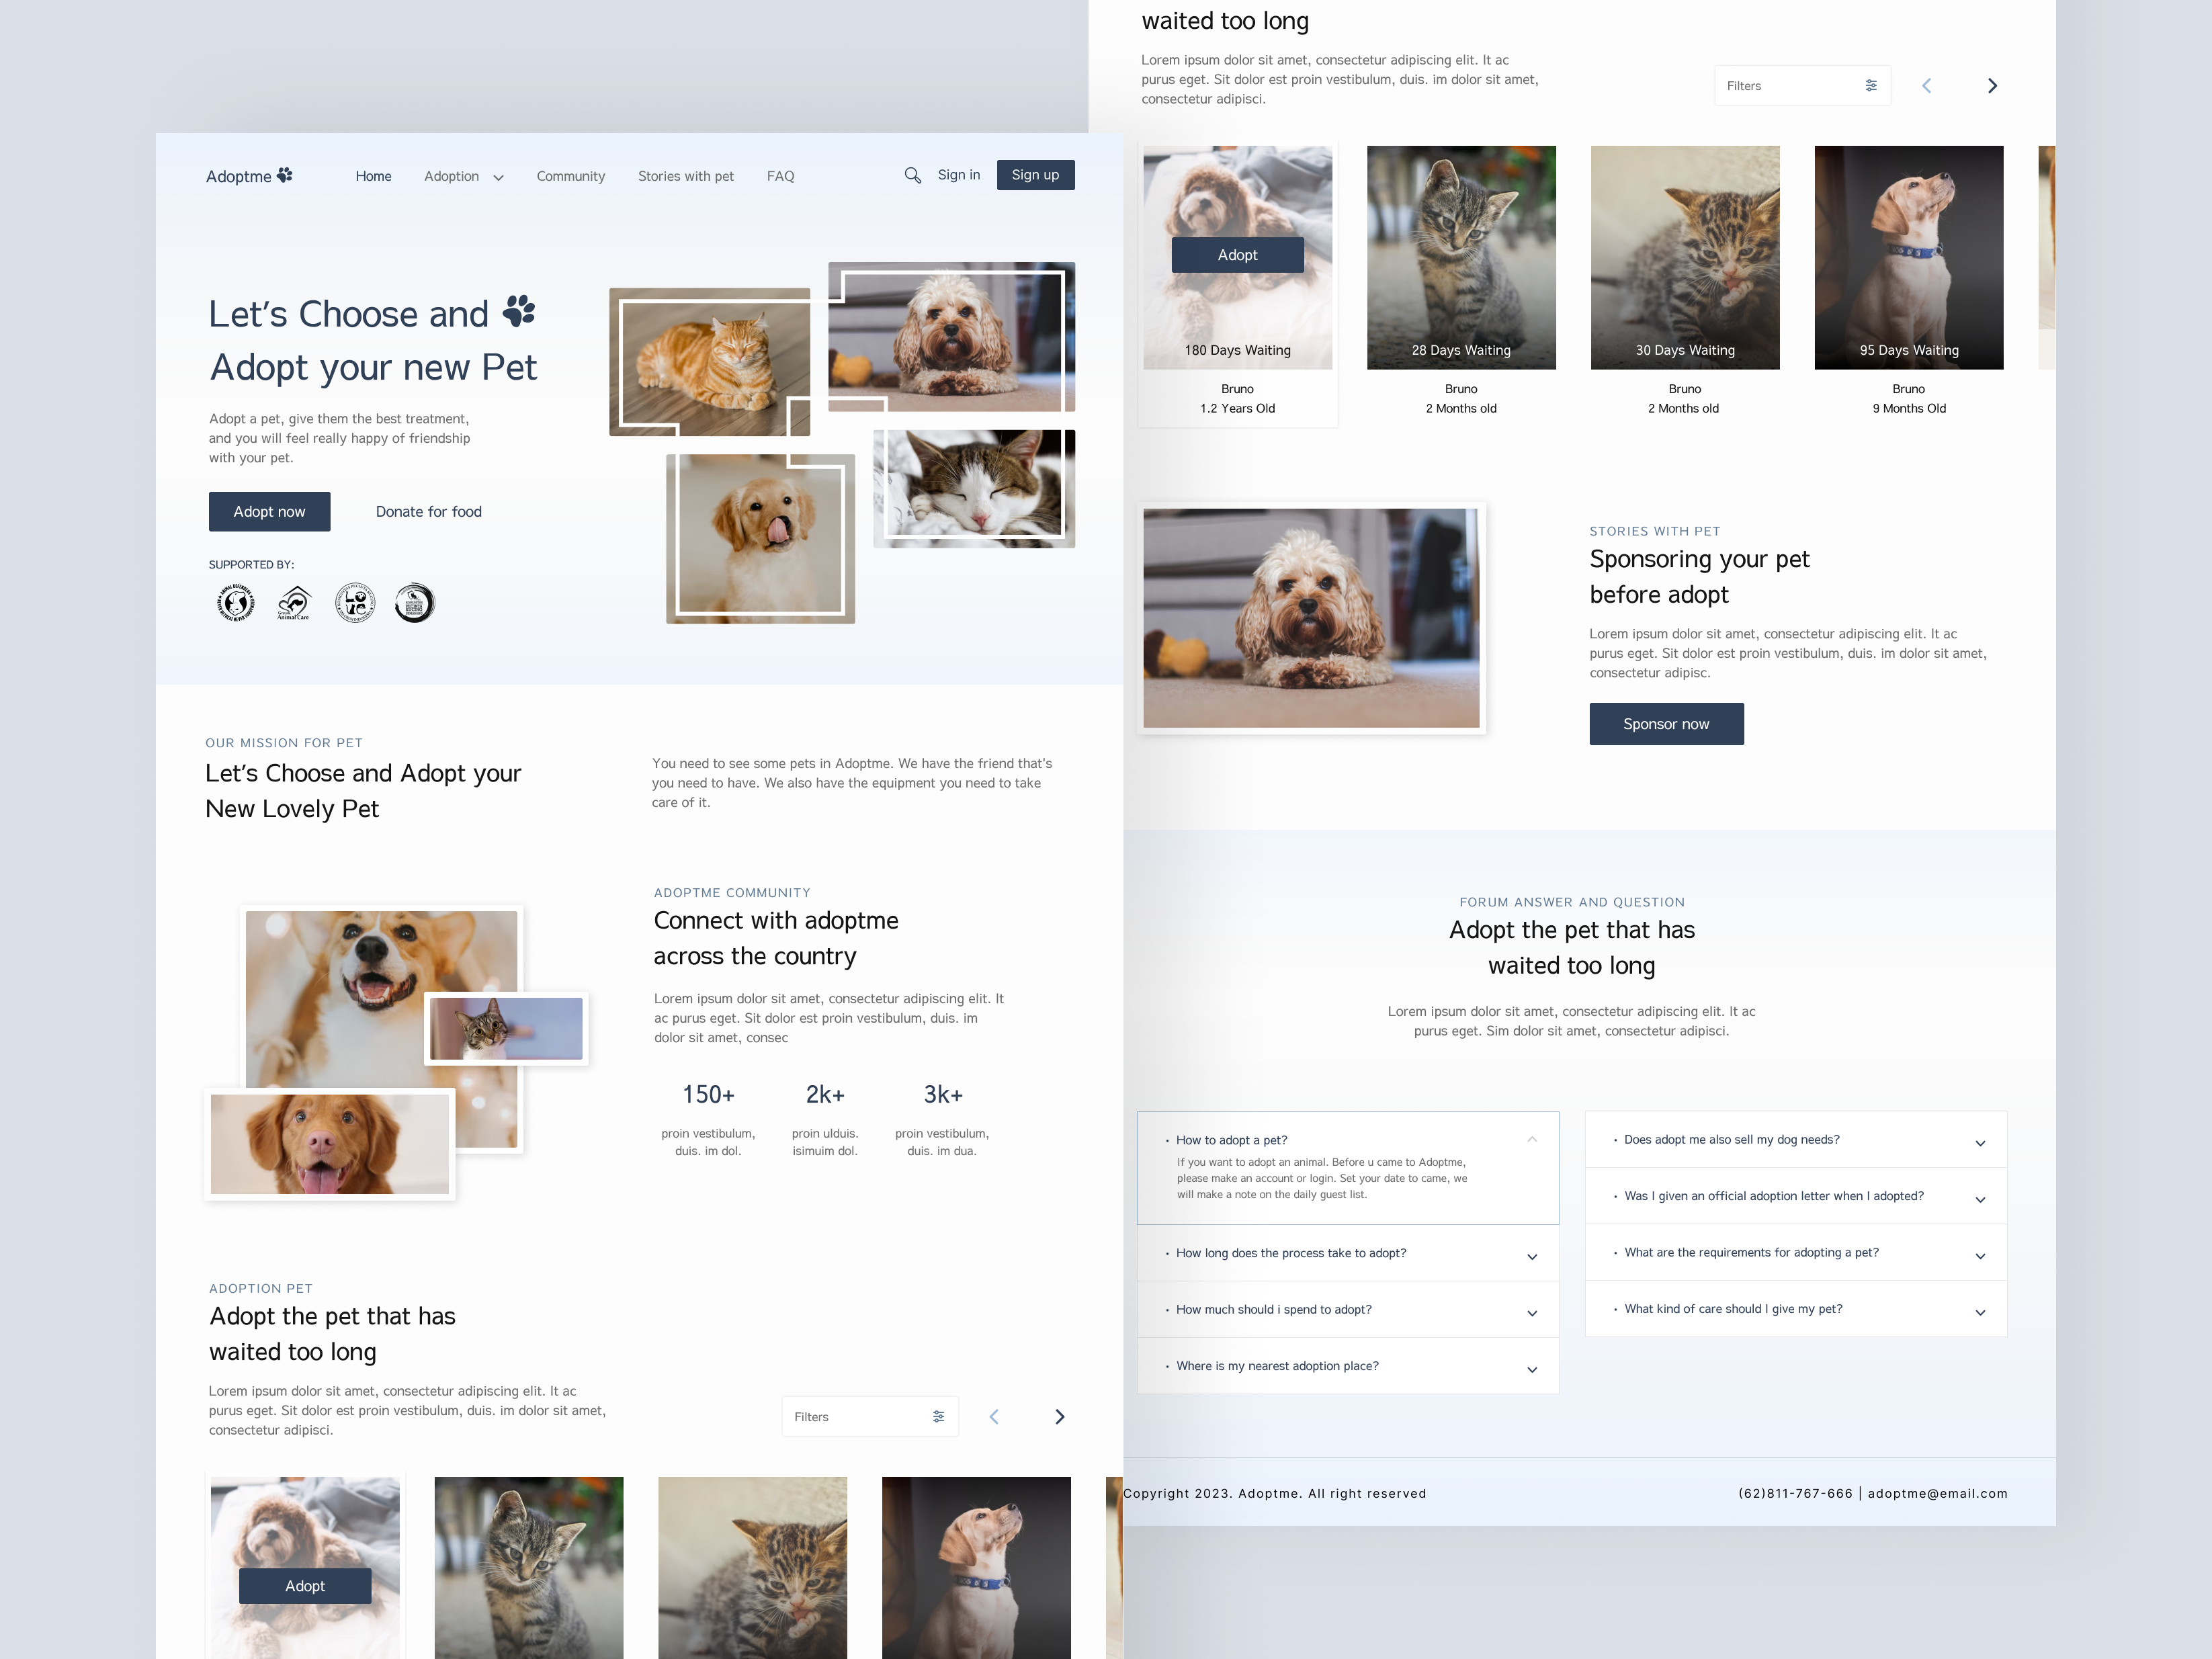 Adoptme
Home
Adoption
Community
Stories with pet
FAQ
Sign in
Sign up
Let's Choose and
Adopt your new Pet
Adopt a pet, give them the best treatment,
and you will feel really happy of friendship
with your pet.
Adopt now
Donate for food
SUPPORTED BY:
Animal Care
OUR MISSION FOR PET
Let's Choose and Adopt your
New Lovely Pet
You need to see some pets in Adoptme. We have the friend that's
you need to have. We also have the equipment you need to take
care of it.
ADOPTME COMMUNITY
Connect with adoptme
across the country
Lorem ipsum dolor sit amet, consectetur adipiscing elit. It
ac purus eget. Sit dolor est proin vestibulum, duis. im
dolor sit amet, consec
150+
proin vestibulum,
duis. im dol.
2k+
proin ulduis.
isimuim dol.
3k+
proin vestibulum,
duis. im dua.
ADOPTION PET
Adopt the pet that has
waited too long
Lorem ipsum dolor sit amet, consectetur adipiscing elit. It ac
purus eget. Sit dolor est proin vestibulum, duis. im dolor sit amet,
consectetur adipisci.
Filters
Adopt
waited too long
Lorem ipsum dolor sit amet, consectetur adipiscing elit. It ac
purus eget. Sit dolor est proin vestibulum, duis. im dolor sit amet,
consectetur adipisci.
Filters
Adopt
180 Days Waiting
Bruno
1.2 Years Old
28 Days Waiting
Bruno
2 Months old
30 Days Waiting
Bruno
2 Months old
95 Days Waiting
Bruno
9 Months Old
STORIES WITH PET
Sponsoring your pet
before adopt
Lorem ipsum dolor sit amet, consectetur adipiscing elit. It ac
purus eget. Sit dolor est proin vestibulum, duis. im dolor sit amet,
consectetur adipisc.
Sponsor now
FORUM ANSWER AND QUESTION
Adopt the pet that has
waited too long
Lorem ipsum dolor sit amet, consectetur adipiscing elit. It ac
purus eget. Sim dolor sit amet, consectetur adipisci.
• How to adopt a pet?
If you want to adopt an animal. Before u came to Adoptme,
please make an account or login. Set your date to came, we
will make a note on the daily guest list.
• How long does the process take to adopt?
• How much should i spend to adopt?
• Where is my nearest adoption place?
• Does adopt me also sell my dog needs?
• Was I given an official adoption letter when I adopted?
• What are the requirements for adopting a pet?
• What kind of care should I give my pet?
Copyright 2023. Adoptme. All right reserved
(62)811-767-666 | adoptme@email.com